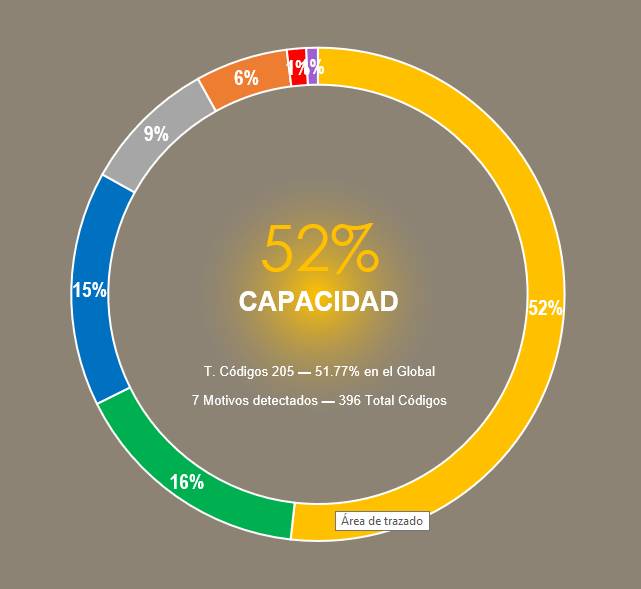 1%
1%
6%
9%
52%
CAPACIDAD
15%
52%
T. Códigos 205 — 51.77% en el Global
7 Motivos detectados — 396 Total Códigos
16%
Área de trazado